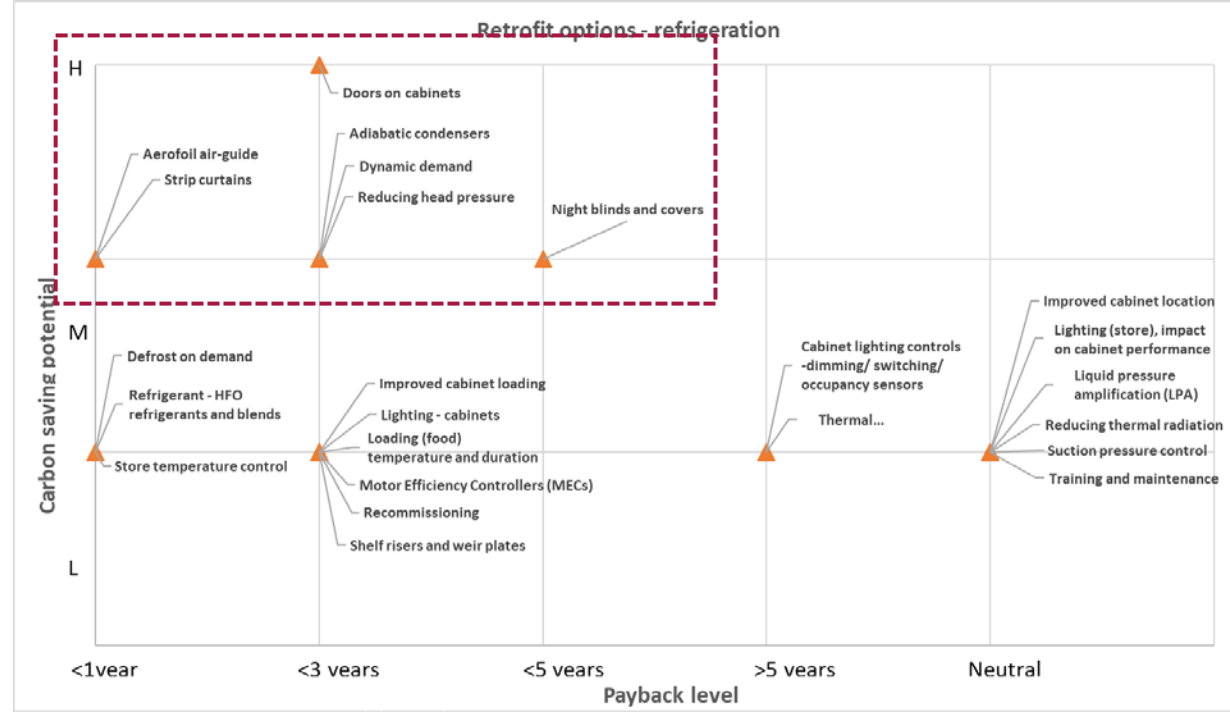 Retrofit options - refrigeration
H
Doors on cabinets
Adiabatic condensers
Aerofoil air-guide
Dynamic demand
Strip curtains
Reducing head pressure
Night blinds and covers
Carbon saving potential
M
Improved cabinet location
Lighting (store), impact
on cabinet performance
Cabinet lighting controls
-dimming/ switching/
occupancy sensors
Defrost on demand
Liquid pressure
amplification (LPA)
Improved cabinet loading
Refrigerant - HFO
refrigerants and blends
Lighting - cabinets
Thermal...
Reducing thermal radiation
Loading (food)
temperature and duration
Suction pressure control
Store temperature control
Training and maintenance
Motor Efficiency Controllers (MECs)
Recommissioning
Shelf risers and weir plates
L
<1year
<3 years
<5 years
>5 years
Neutral
Payback level